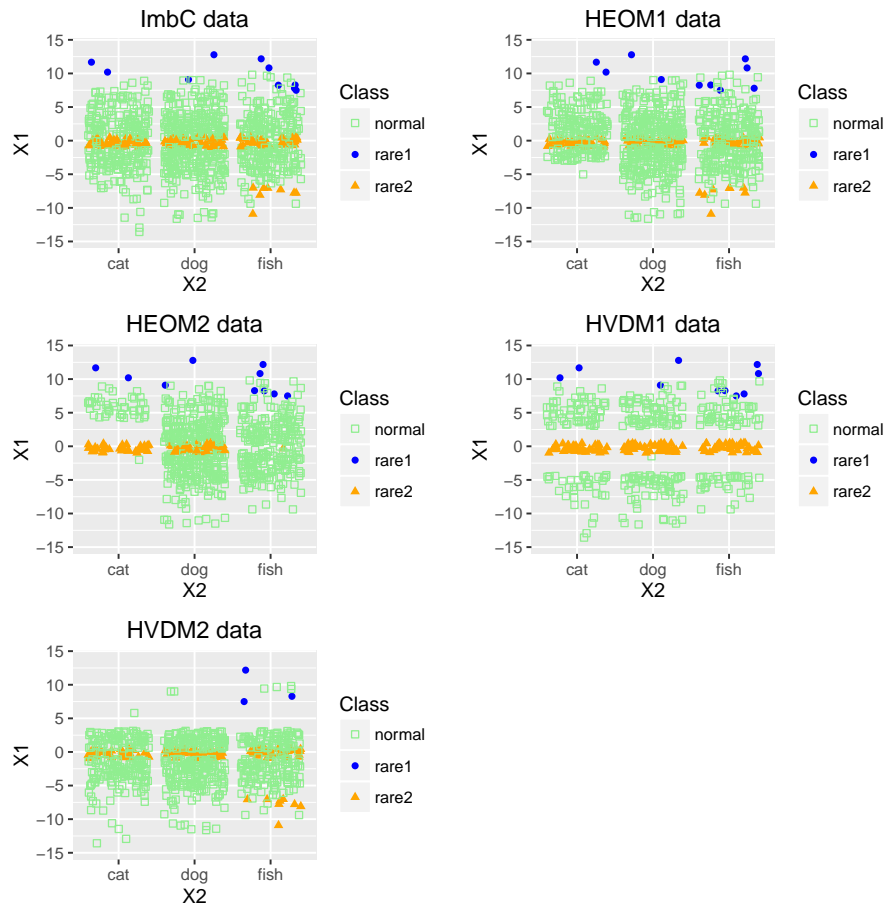 ImbC data
15
10
5
0
−5
−10
−15
X1
cat dog fish
X2
Class
normal
rare1
rare2
HEOM1 data
15
10
5
0
−5
−10
−15
X1
cat dog fish
X2
Class
normal
rare1
rare2
HEOM2 data
15
10
5
0
−5
−10
−15
X1
cat dog fish
X2
Class
normal
rare1
rare2
HVDM1 data
15
10
5
0
−5
−10
−15
X1
cat dog fish
X2
Class
normal
rare1
rare2
HVDM2 data
15
10
5
0
−5
−10
−15
X1
cat dog fish
X2
Class
normal
rare1
rare2